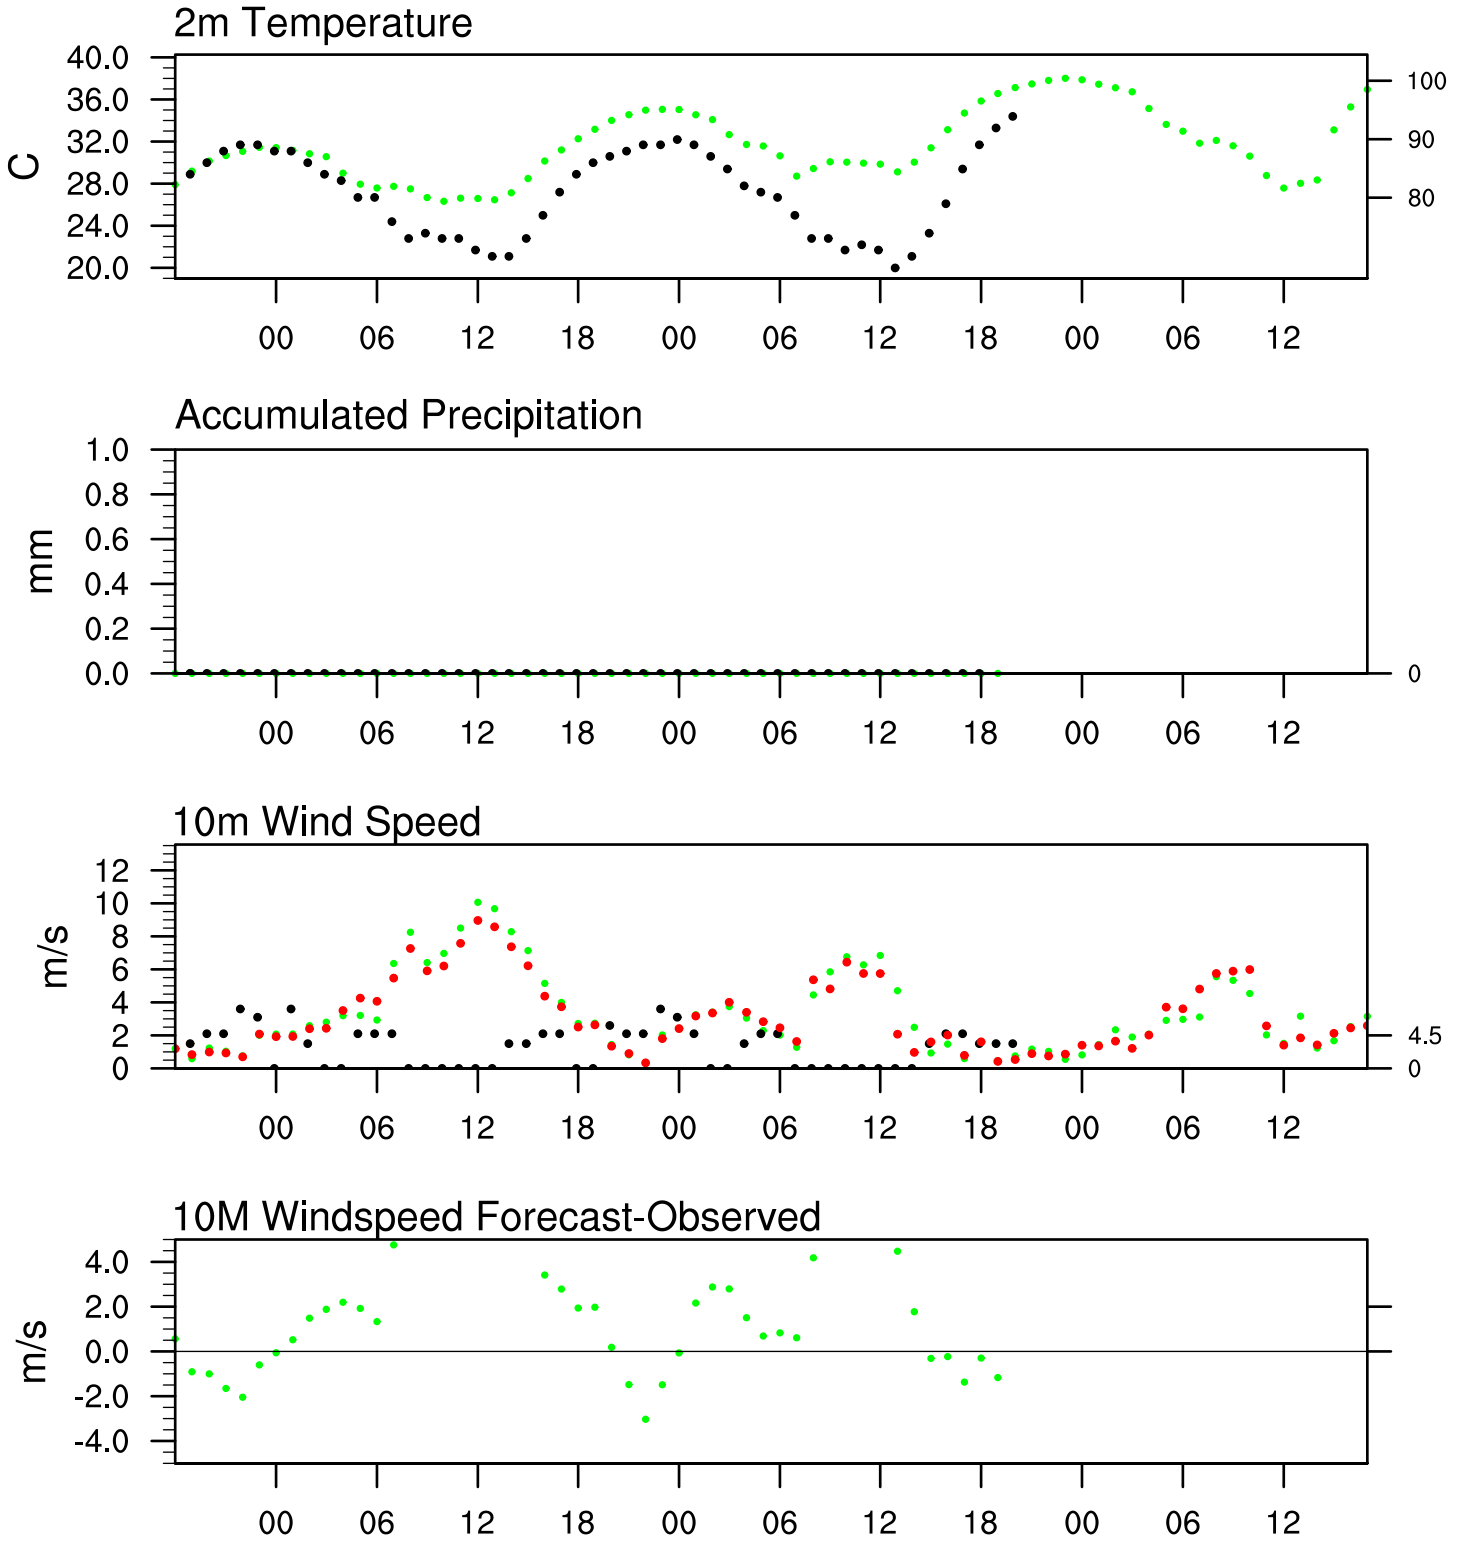 2m Temperature
40.0
36.0
32.0
28.0
24.0
20.0
C
100
90
80
00 06 12 18 00 06 12 18 00 06 12
Accumulated Precipitation
1.0
0.8
0.6
0.4
0.2
0.0
mm
0
00 06 12 18 00 06 12 18 00 06 12
10m Wind Speed
12
10
8
6
4
2
0
m/s
4.5
0
00 06 12 18 00 06 12 18 00 06 12
10M Windspeed Forecast-Observed
4.0
2.0
0.0
-2.0
-4.0
m/s
00 06 12 18 00 06 12 18 00 06 12